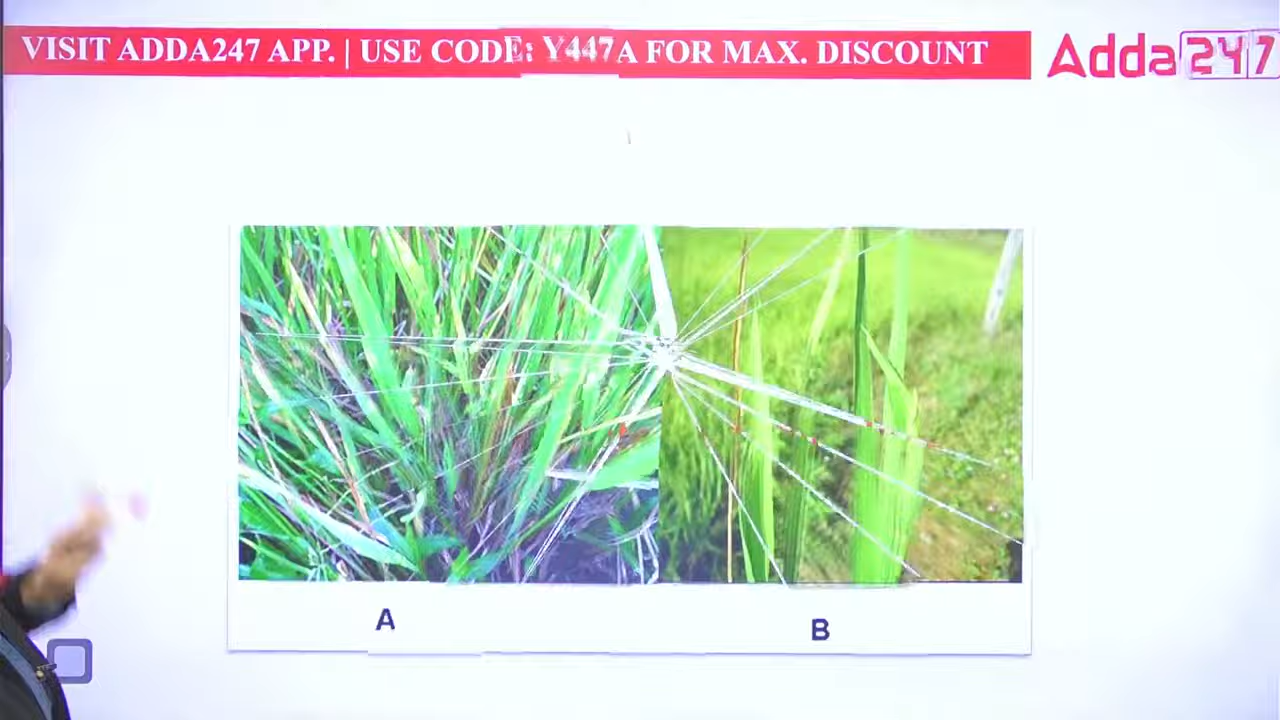 VISIT ADDA247 APP. | USE CODE: Y447A FOR MAX. DISCOUNT
Adda247
A
B